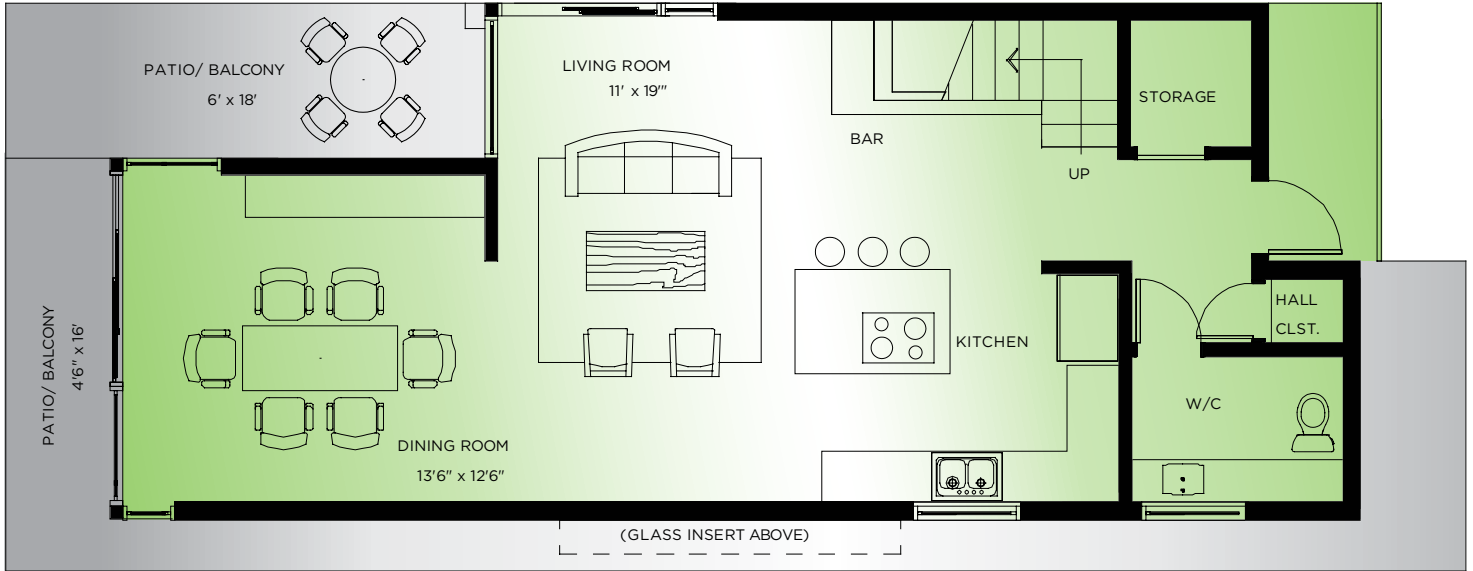 PATIO/ BALCONY
6' x 18'
LIVING ROOM
11' x 19'"
BAR
UP
STORAGE
HALL
CLST.
KITCHEN
W/C
PATIO/ BALCONY
4'6" x 16'
DINING ROOM
13'6" x 12'6"
(GLASS INSERT ABOVE)